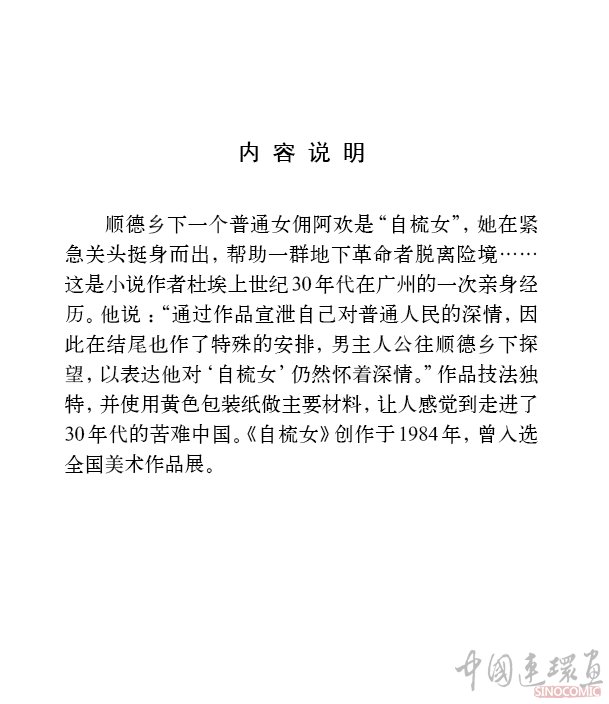 内容说明
顺德乡下一个普通女佣阿欢是“自梳女”，她在紧
急关头挺身而出，帮助一群地下革命者脱离险境……
这是小说作者杜埃上世纪30年代在广州的一次亲身经
历。他说：“通过作品宣泄自己对普通人民的深情，因
此在结尾也作了特殊的安排，男主人公往顺德乡下探
望，以表达他对‘自梳女’仍然怀着深情。”作品技法独
特，并使用黄色包装纸做主要材料，让人感觉到走进了
30年代的苦难中国。《自梳女》创作于1984年，曾入选
全国美术作品展。
中國連環畫
SINOCOMIC